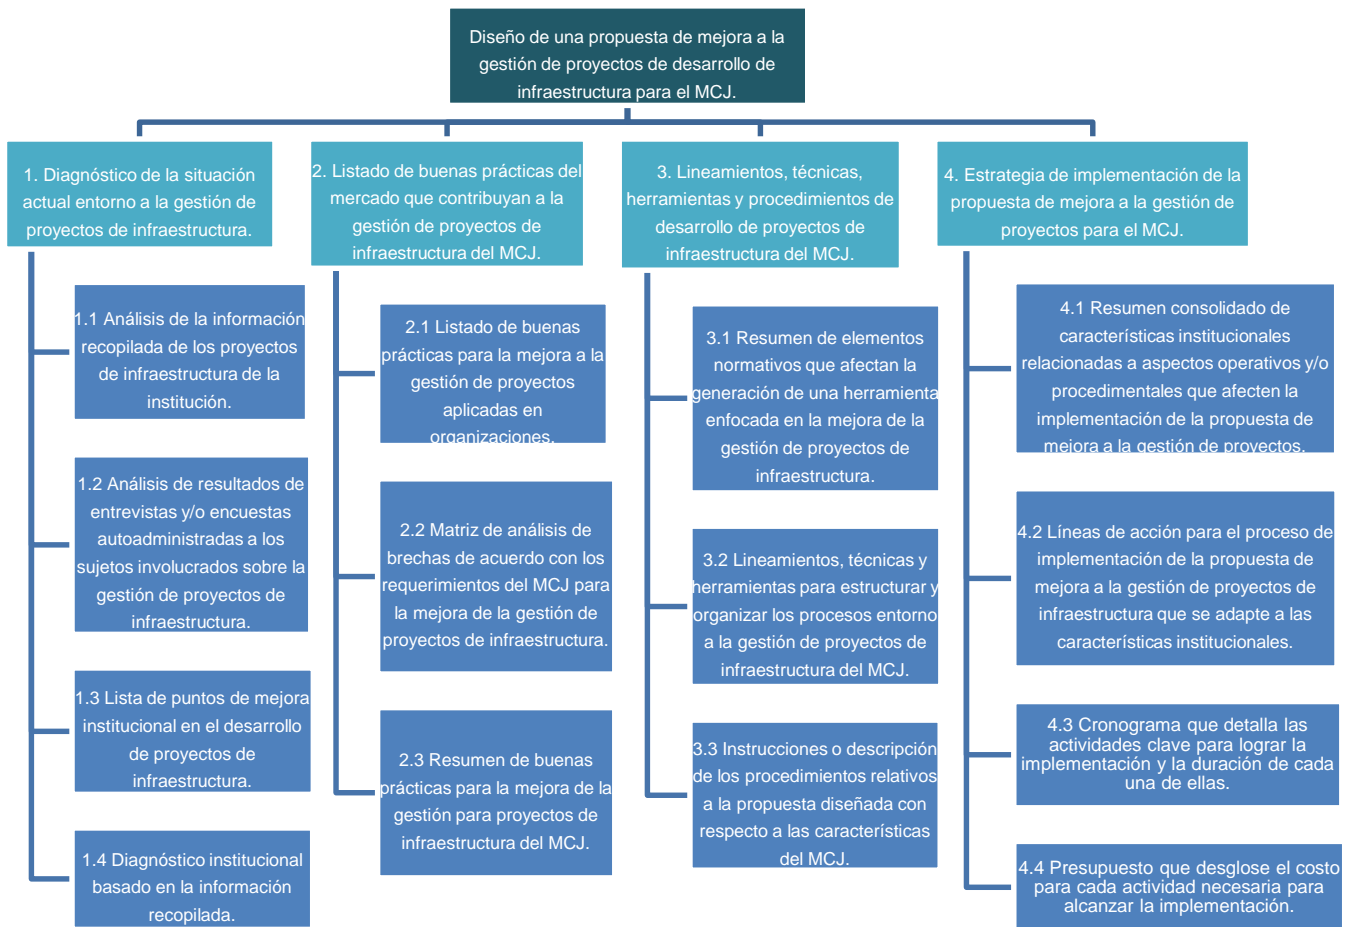 Diseño de una propuesta de mejora a la
gestión de proyectos de desarrollo de
infraestructura para el MCJ.
1. Diagnóstico de la situación
actual entorno a la gestión de
proyectos de infraestructura.
1.1 Análisis de la información
recopilada de los proyectos
de infraestructura de la
institución.
1.2 Análisis de resultados de
entrevistas y/o encuestas
autoadministradas a los
sujetos involucrados sobre la
gestión de proyectos de
infraestructura.
1.3 Lista de puntos de mejora
institucional en el desarrollo
de proyectos de
infraestructura.
1.4 Diagnóstico institucional
basado en la información
recopilada.
2. Listado de buenas prácticas del
mercado que contribuyan a la
gestión de proyectos de
infraestructura del MCJ.
2.1 Listado de buenas
prácticas para la mejora a la
gestión de proyectos
aplicadas en
organizaciones.
2.2 Matriz de análisis de
brechas de acuerdo con los
requerimientos del MCJ para
la mejora de la gestión de
proyectos de infraestructura.
2.3 Resumen de buenas
prácticas para la mejora de la
gestión para proyectos de
infraestructura del MCJ.
3. Lineamientos, técnicas,
herramientas y procedimientos de
desarrollo de proyectos de
infraestructura del MCJ.
3.1 Resumen de elementos
normativos que afectan la
generación de una herramienta
enfocada en la mejora de la
gestión de proyectos de
infraestructura.
3.2 Lineamientos, técnicas y
herramientas para estructurar y
organizar los procesos entorno
a la gestión de proyectos de
infraestructura del MCJ.
3.3 Instrucciones o descripción
de los procedimientos relativos
a la propuesta diseñada con
respecto a las características
del MCJ.
4. Estrategia de implementación de la
propuesta de mejora a la gestión de
proyectos para el MCJ.
4.1 Resumen consolidado de
características institucionales
relacionadas a aspectos operativos y/o
procedimentales que afecten la
implementación de la propuesta de
mejora a la gestión de proyectos.
4.2 Líneas de acción para el proceso de
implementación de la propuesta de
mejora a la gestión de proyectos de
infraestructura que se adapte a las
características institucionales.
4.3 Cronograma que detalla las
actividades clave para lograr la
implementación y la duración de cada
una de ellas.
4.4 Presupuesto que desglose el costo
para cada actividad necesaria para
alcanzar la implementación.